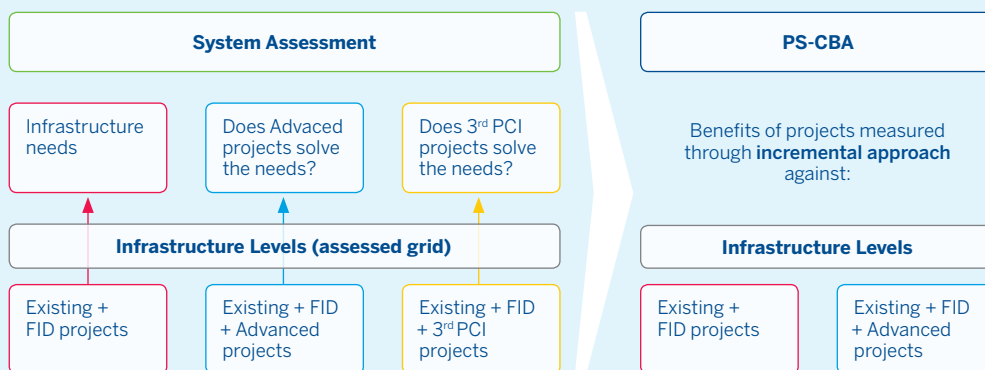 System Assessment
PS-CBA
Infrastructure
needs
Does Advaced
projects solve
the needs?
Does 3rd PCI
projects solve
the needs?
Benefits of projects measured
through incremental approach
against:
Infrastructure Levels (assessed grid)
Infrastructure Levels
Existing +
FID projects
Existing + FID
+ Advanced
projects
Existing + FID
+ 3rd PCI
projects
Existing +
FID projects
Existing + FID
+ Advanced
projects